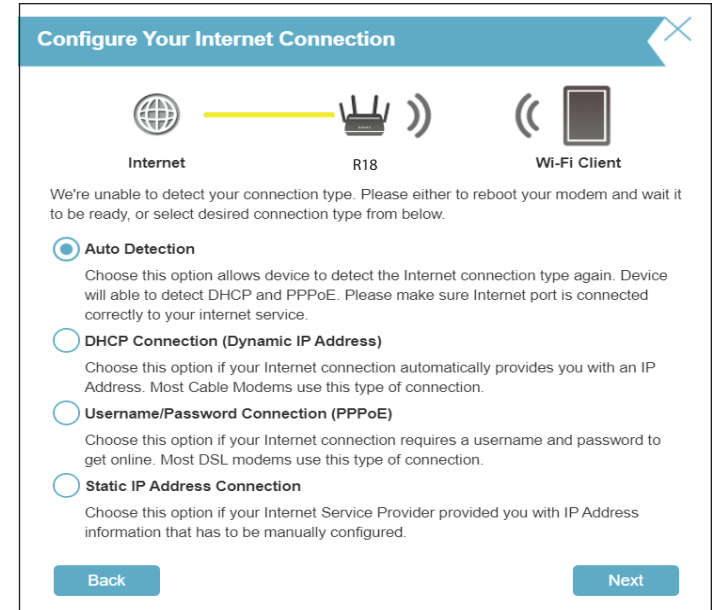 Configure Your Internet Connection
Internet
R18
Wi-Fi Client
We're unable to detect your connection type. Please either to reboot your modem and wait it
to be ready, or select desired connection type from below.
Auto Detection
Choose this option allows device to detect the Internet connection type again. Device
will able to detect DHCP and PPPoE. Please make sure Internet port is connected
correctly to your internet service.
DHCP Connection (Dynamic IP Address)
Choose this option if your Internet connection automatically provides you with an IP
Address. Most Cable Modems use this type of connection.
Username/Password Connection (PPPoE)
Choose this option if your Internet connection requires a username and password to
get online. Most DSL modems use this type of connection.
Static IP Address Connection
Choose this option if your Internet Service Provider provided you with IP Address
information that has to be manually configured.
Back
Next